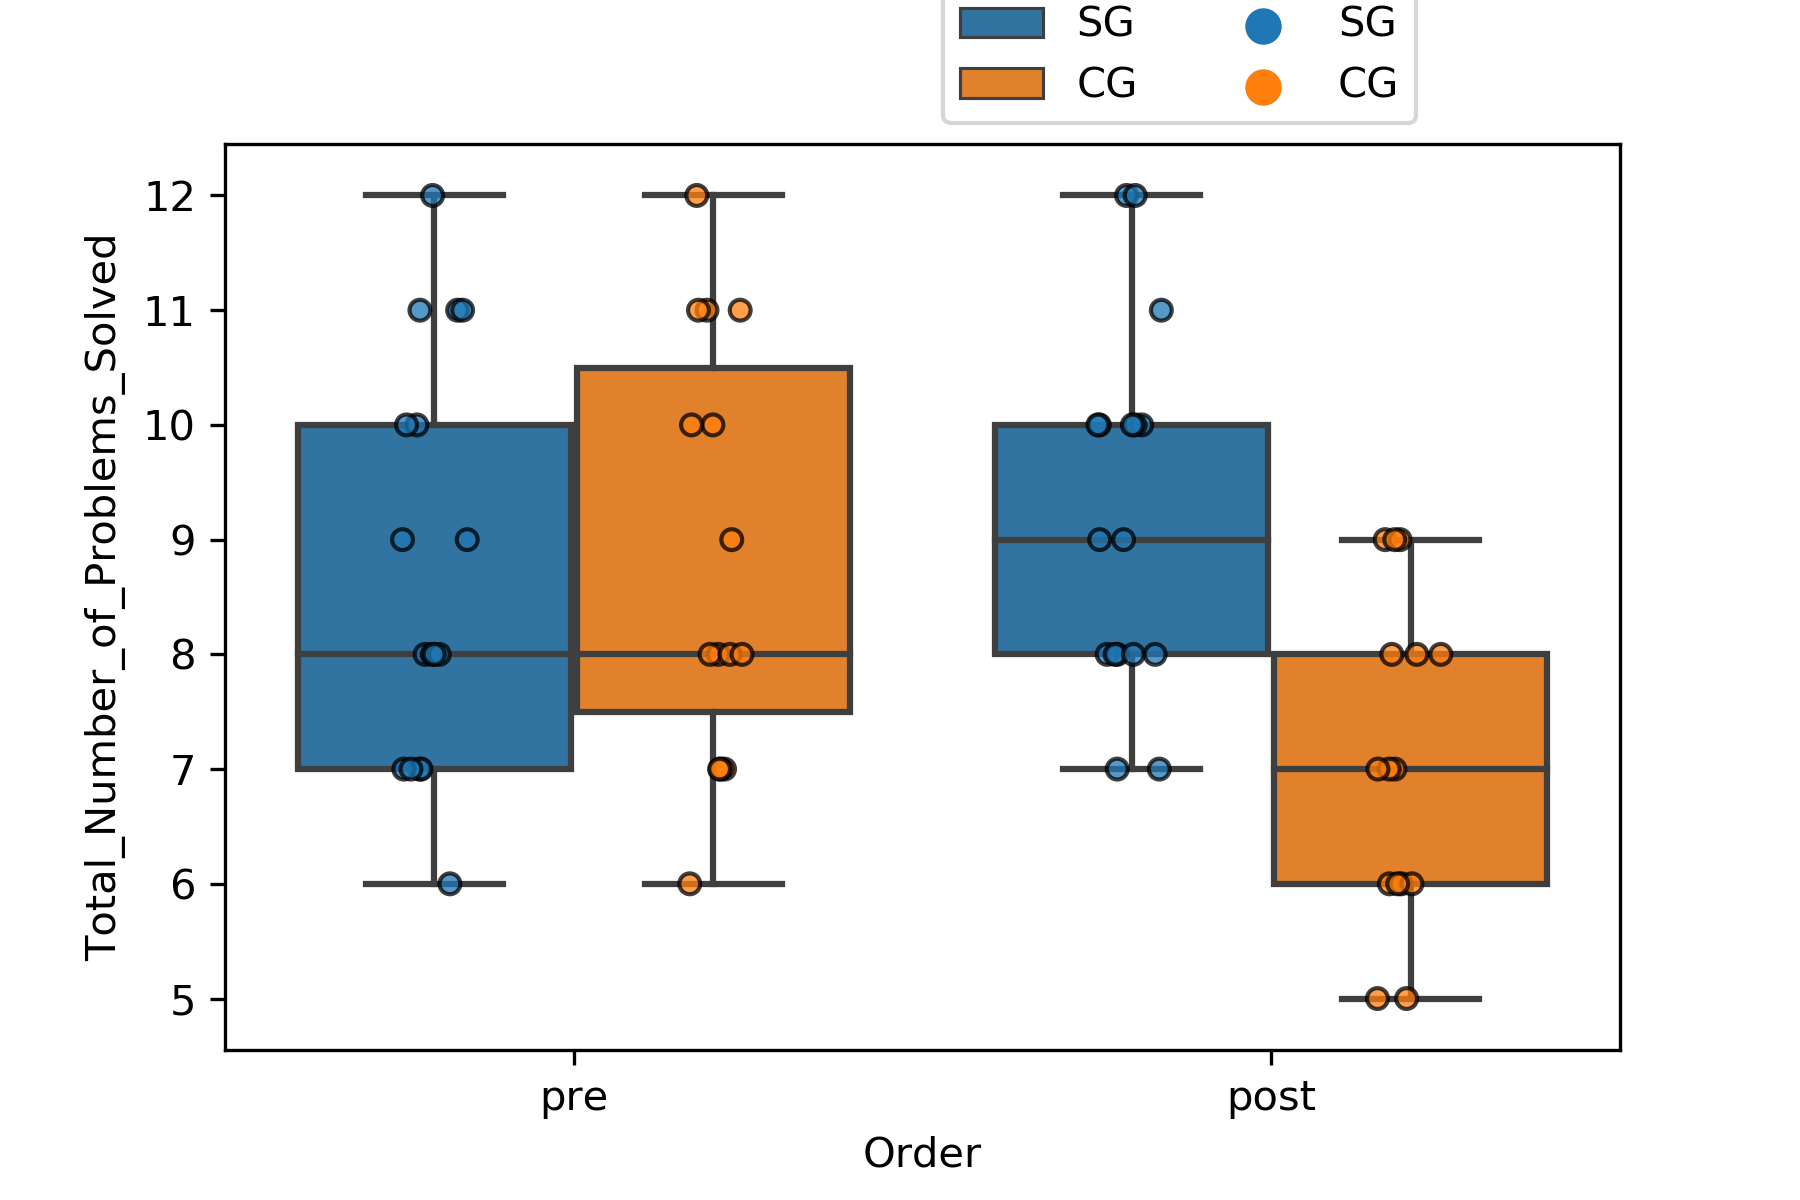 SG SG
CG CG
Total_Number_of_Problems_Solved
12
11
10
9
8
7
6
5
pre post
Order